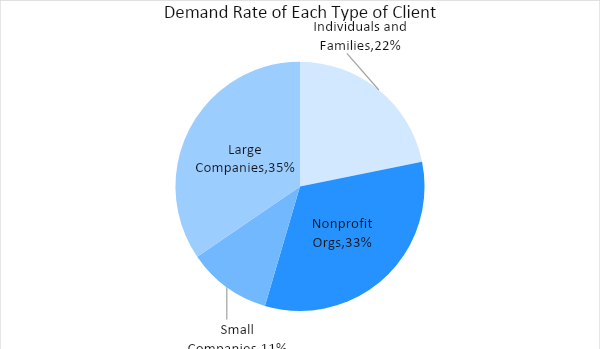 Demand Rate of Each Type of Client
Individuals and
Families,22%
Large
Companies,35%
Nonprofit
Orgs,33%
Small
Companies,11%